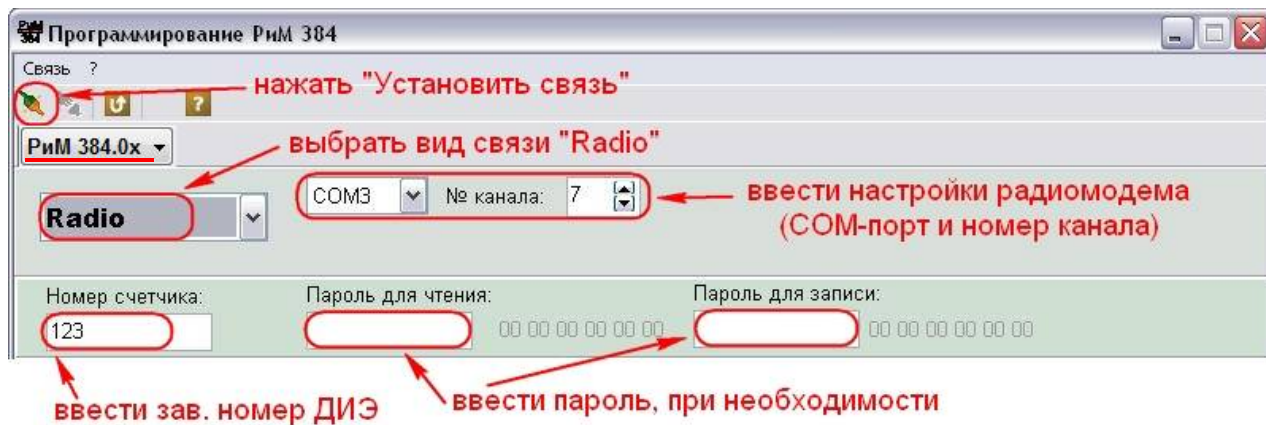 Программирование РиМ 384
Связь ?
нажать "Установить связь"
РиМ 384.0x
выбрать вид связи "Radio"
Radio
COM3 № канала: 7
ввести настройки радиомодема
(COM-порт и номер канала)
Номер счетчика: Пароль для чтения: Пароль для записи:
123 00 00 00 00 00 00 00 00 00 00 00 00
ввести зав. номер ДИЭ
ввести пароль, при необходимости